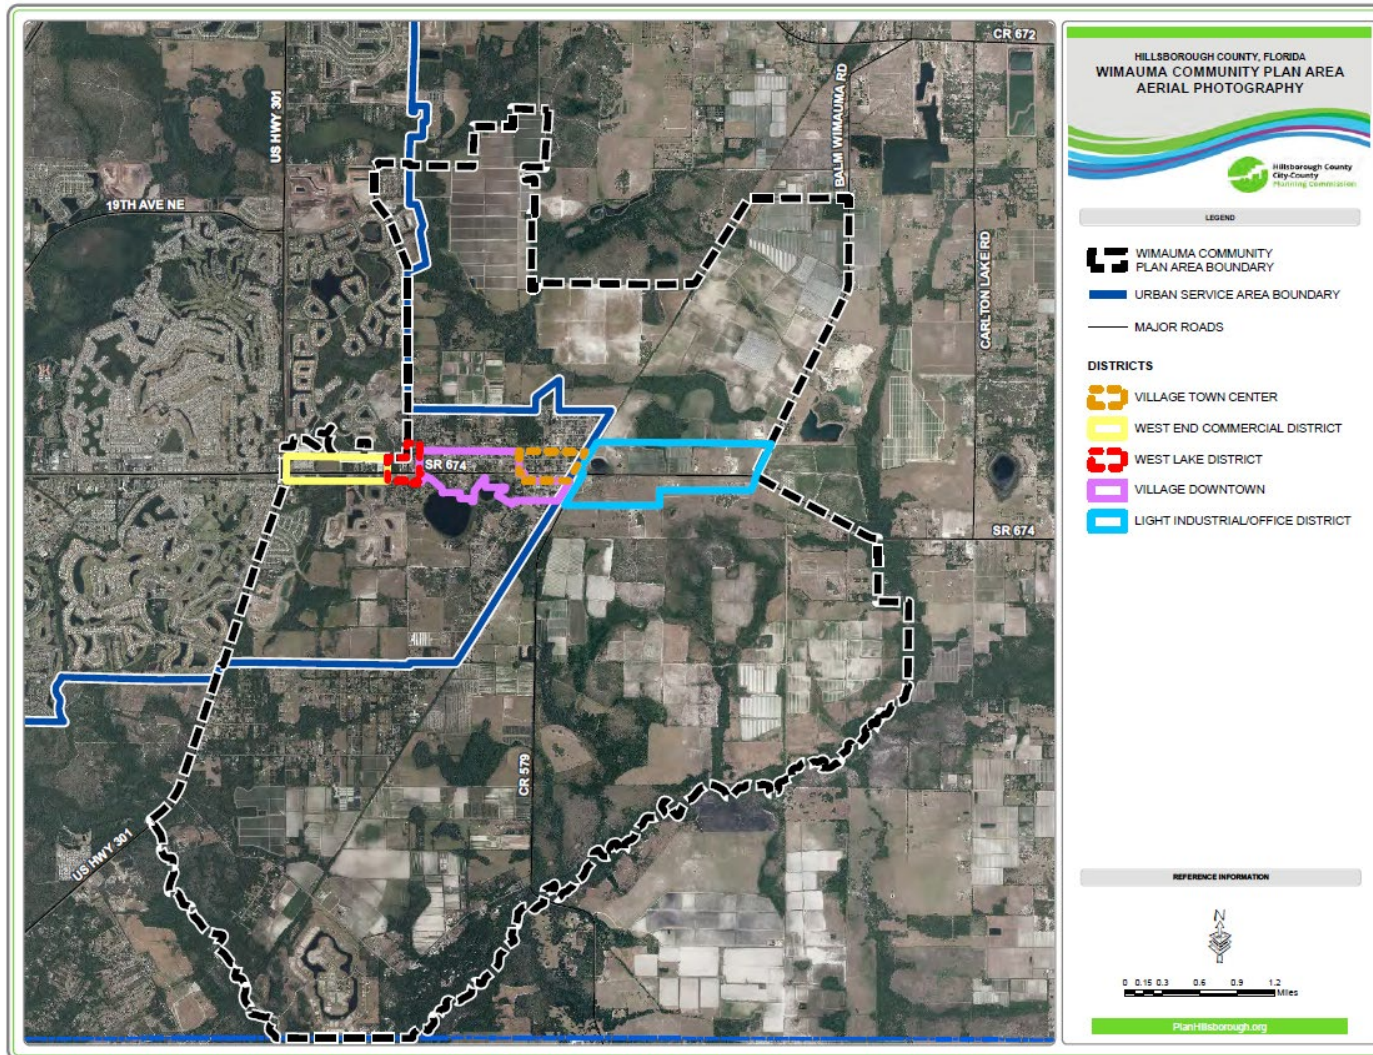 CR 672
US HWY 301
BALM WIMAUMA RD
19TH AVE NE
CARLTON LAKE RD
SR 674
SR 674
CR 579
US HWY 301
HILLSBOROUGH COUNTY, FLORIDA
WIMAUMA COMMUNITY PLAN AREA
AERIAL PHOTOGRAPHY
Hillsborough County
City-County
Planning Commission
LEGEND
WIMAUMA COMMUNITY
PLAN AREA BOUNDARY
URBAN SERVICE AREA BOUNDARY
MAJOR ROADS
DISTRICTS
VILLAGE TOWN CENTER
WEST END COMMERCIAL DISTRICT
WEST LAKE DISTRICT
VILLAGE DOWNTOWN
LIGHT INDUSTRIAL/OFFICE DISTRICT
REFERENCE INFORMATION
N
0 0.15 0.3 0.6 0.9 1.2
Miles
PlanHillsborough.org